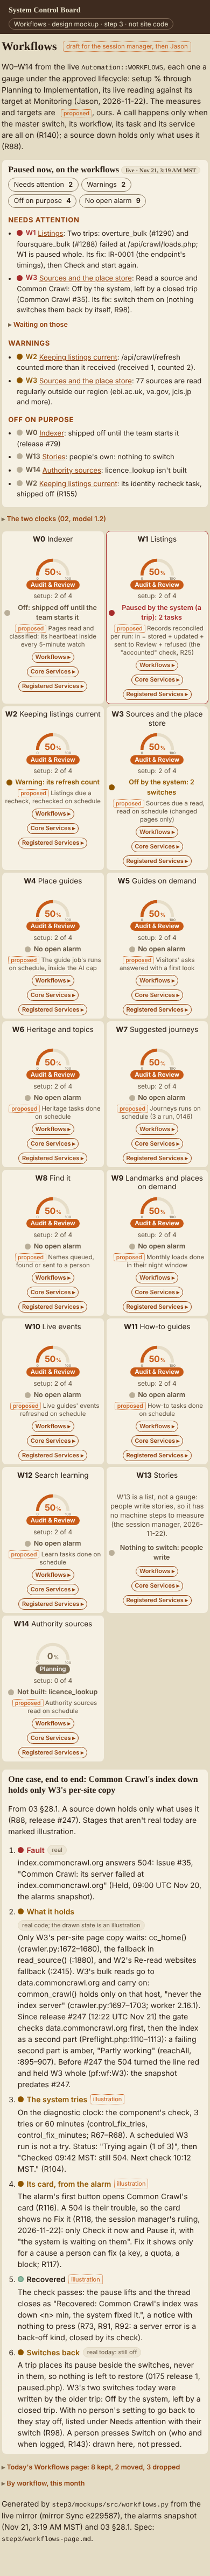 System Control Board
Workflows · design mockup · step 3 · not site code
Workflows draft for the session manager, then Jason
W0–W14 from the live Automation::WORKFLOWS, each one a
gauge under the approved lifecycle: setup % through
Planning to Implementation, its live count against its
target at Monitoring (Jason, 2026-11-22). The measures
and targets are proposed, ours. A call happens only when
the master switch, its workflow, its task and its service
are all on (R140); a source down holds only what it uses
(R88).
Paused now, on the workflows live · Nov 21, 3:19 AM MST
Needs attention 2
Warnings 2
Off on purpose 4
No open alarm 9
NEEDS ATTENTION
• W1 Listings: Two trips: overture_bulk (#1290) and
foursquare_bulk (#1288) failed at /api/crawl/loads.php;
W1 is paused whole. Its fix: IR-0001 (the endpoint's
timings), then Check and start again.
• W3 Sources and the place store: Read a source and
Common Crawl by the system, left by a closed trip
(Common Crawl #35). Its fix: switch them on (nothing
switches them back by itself, R98).
▸ Waiting on those
WARNINGS
• W2 Keeping listings current: /api/crawl/refresh
counted more than it received (received 1, counted 2).
• W3 Sources and the place store: 77 sources are read
regularly outside our region (ebi.ac.uk, va.gov, jcis.jp
and more).
OFF ON PURPOSE
• W0 Indexer: shipped off until the team starts it
(release #79)
• W13 Stories: people's own: nothing to switch
• W14 Authority sources: licence_lookup isn't built
• W2 Keeping listings current: its identity recheck task,
shipped off (R155)
▸ The two clocks (02, model 1.2)
W0 Indexer
50%
Audit & Review
setup: 2 of 4
Off: shipped off until the
team starts it
proposed Pages read and
classified: its heartbeat inside
every 5-minute watch
Workflows ▸
Core Services ▸
Registered Services ▸
W1 Listings
50%
Audit & Review
setup: 2 of 4
Paused by the system (a
trip): 2 tasks
proposed Records reconciled
per run: in = stored + updated +
sent to Review + refused (the
"accounted" check, R25)
Workflows ▸
Core Services ▸
Registered Services ▸
W2 Keeping listings current
50%
Audit & Review
setup: 2 of 4
Warning: its refresh count
proposed Listings due a
recheck, rechecked on schedule
Workflows ▸
Core Services ▸
Registered Services ▸
W3 Sources and the place
store
50%
Audit & Review
setup: 2 of 4
Off by the system: 2
switches
proposed Sources due a read,
read on schedule (changed
pages only)
Workflows ▸
Core Services ▸
Registered Services ▸
W4 Place guides
50%
Audit & Review
setup: 2 of 4
No open alarm
proposed The guide job's runs
on schedule, inside the AI cap
Workflows ▸
Core Services ▸
Registered Services ▸
W5 Guides on demand
50%
Audit & Review
setup: 2 of 4
No open alarm
proposed Visitors' asks
answered with a first look
Workflows ▸
Core Services ▸
Registered Services ▸
W6 Heritage and topics
50%
Audit & Review
setup: 2 of 4
No open alarm
proposed Heritage tasks done
on schedule
Workflows ▸
Core Services ▸
Registered Services ▸
W7 Suggested journeys
50%
Audit & Review
setup: 2 of 4
No open alarm
proposed Journeys runs on
schedule (3 a run, 0146)
Workflows ▸
Core Services ▸
Registered Services ▸
W8 Find it
50%
Audit & Review
setup: 2 of 4
No open alarm
proposed Names queued,
found or sent to a person
Workflows ▸
Core Services ▸
Registered Services ▸
W9 Landmarks and places
on demand
50%
Audit & Review
setup: 2 of 4
No open alarm
proposed Monthly loads done
in their night window
Workflows ▸
Core Services ▸
Registered Services ▸
W10 Live events
50%
Audit & Review
setup: 2 of 4
No open alarm
proposed Live guides' events
refreshed on schedule
Workflows ▸
Core Services ▸
Registered Services ▸
W11 How-to guides
50%
Audit & Review
setup: 2 of 4
No open alarm
proposed How-to tasks done
on schedule
Workflows ▸
Core Services ▸
Registered Services ▸
W12 Search learning
50%
Audit & Review
setup: 2 of 4
No open alarm
proposed Learn tasks done on
schedule
Workflows ▸
Core Services ▸
Registered Services ▸
W13 Stories
W13 is a list, not a gauge:
people write stories, so it has
no machine steps to measure
(the session manager, 2026-
11-22).
Nothing to switch: people
write
Workflows ▸
Core Services ▸
Registered Services ▸
W14 Authority sources
0%
Planning
setup: 0 of 4
Not built: licence_lookup
proposed Authority sources
read on schedule
Workflows ▸
Core Services ▸
Registered Services ▸
One case, end to end: Common Crawl's index down
holds only W3's per-site copy
From 03 §28.1. A source down holds only what uses it
(R88, release #247). Stages that aren't real today are
marked illustration.
1. Fault real
index.commoncrawl.org answers 504: Issue #35,
"Common Crawl: its server failed at
index.commoncrawl.org" (Held, 09:00 UTC Nov 20,
the alarms snapshot).
2. What it holds
real code; the drawn state is an illustration
Only W3's per-site page copy waits: cc_home()
(crawler.py:1672–1680), the fallback in
read_source() (:1880), and W2's Re-read websites
fallback (:2415). W3's bulk reads go to
data.commoncrawl.org and carry on:
common_crawl() holds only on that host, "never the
index server" (crawler.py:1697–1703; worker 2.16.1).
Since release #247 (12:22 UTC Nov 21) the gate
checks data.commoncrawl.org first, then the index
host as a spec (Preflight.php:1110–1113): a failing
second part is amber, "Partly working" (reachAll,
:895–907). Before #247 the 504 turned the line red
and held W3 whole (pf:wf:W3): the snapshot
predates #247.
3. The system tries illustration
On the diagnostic clock: the component's check, 3
tries or 60 minutes (control_fix_tries,
control_fix_minutes; R67–R68). A scheduled W3
run is not a try. Status: "Trying again (1 of 3)", then
"Checked 09:42 MST: still 504. Next check 10:12
MST." (R104).
4. Its card, from the alarm illustration
The alarm's first button opens Common Crawl's
card (R116). A 504 is their trouble, so the card
shows no Fix it (R118, the session manager's ruling,
2026-11-22): only Check it now and Pause it, with
"the system is waiting on them". Fix it shows only
for a cause a person can fix (a key, a quota, a
block; R117).
5. Recovered illustration
The check passes: the pause lifts and the thread
closes as "Recovered: Common Crawl's index was
down <n> min, the system fixed it.", a notice with
nothing to press (R73, R91, R92: a server error is a
back-off kind, closed by its check).
6. Switches back real today: still off
A trip places its pause beside the switches, never
on them, so nothing is left to restore (0175 release 1,
paused.php). W3's two switches today were
written by the older trip: Off by the system, left by a
closed trip. With no person's setting to go back to
they stay off, listed under Needs attention with their
switch (R98). A person presses Switch on (who and
when logged, R143): drawn here, not pressed.
▸ Today's Workflows page: 8 kept, 2 moved, 3 dropped
▸ By workflow, this month
Generated by step3/mockups/src/workflows.py from the
live mirror (mirror Sync e229587), the alarms snapshot
(Nov 21, 3:19 AM MST) and 03 §28.1. Spec:
step3/workflows-page.md.